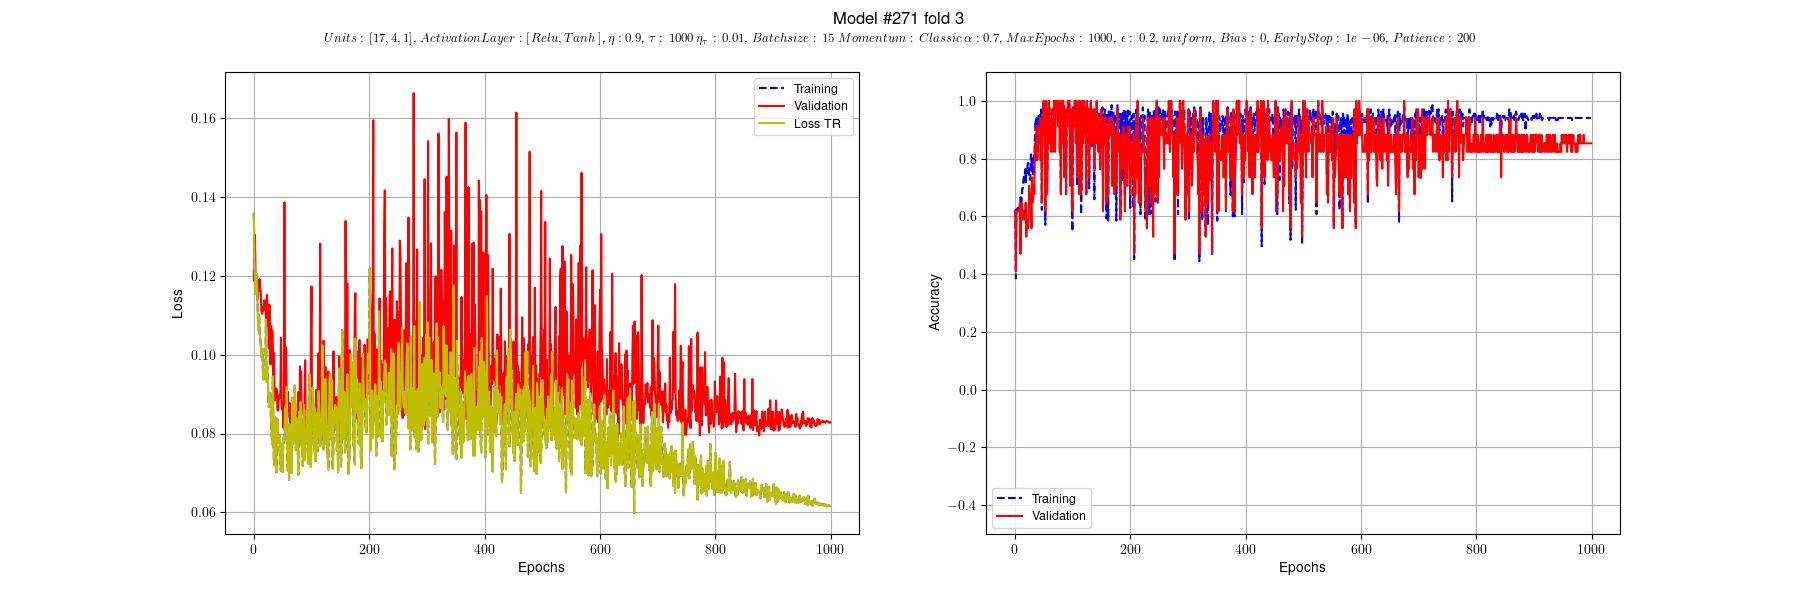 Model #271 fold 3
Units : [17, 4, 1], ActivationLayer : [Relu, Tanh], η : 0.9, τ : 1000 η_τ : 0.01, Batchsize : 15 Momentum : Classic α : 0.7, MaxEpochs : 1000, ϵ : 0.2, uniform, Bias : 0, EarlyStop : 1e − 06, Patience : 200
Training
Validation
Loss TR
0.16
0.14
0.12
0.10
0.08
0.06
Loss
0
200
400
600
800
1000
Epochs
1.0
0.8
0.6
0.4
0.2
0.0
−0.2
−0.4
Accuracy
Training
Validation
0
200
400
600
800
1000
Epochs